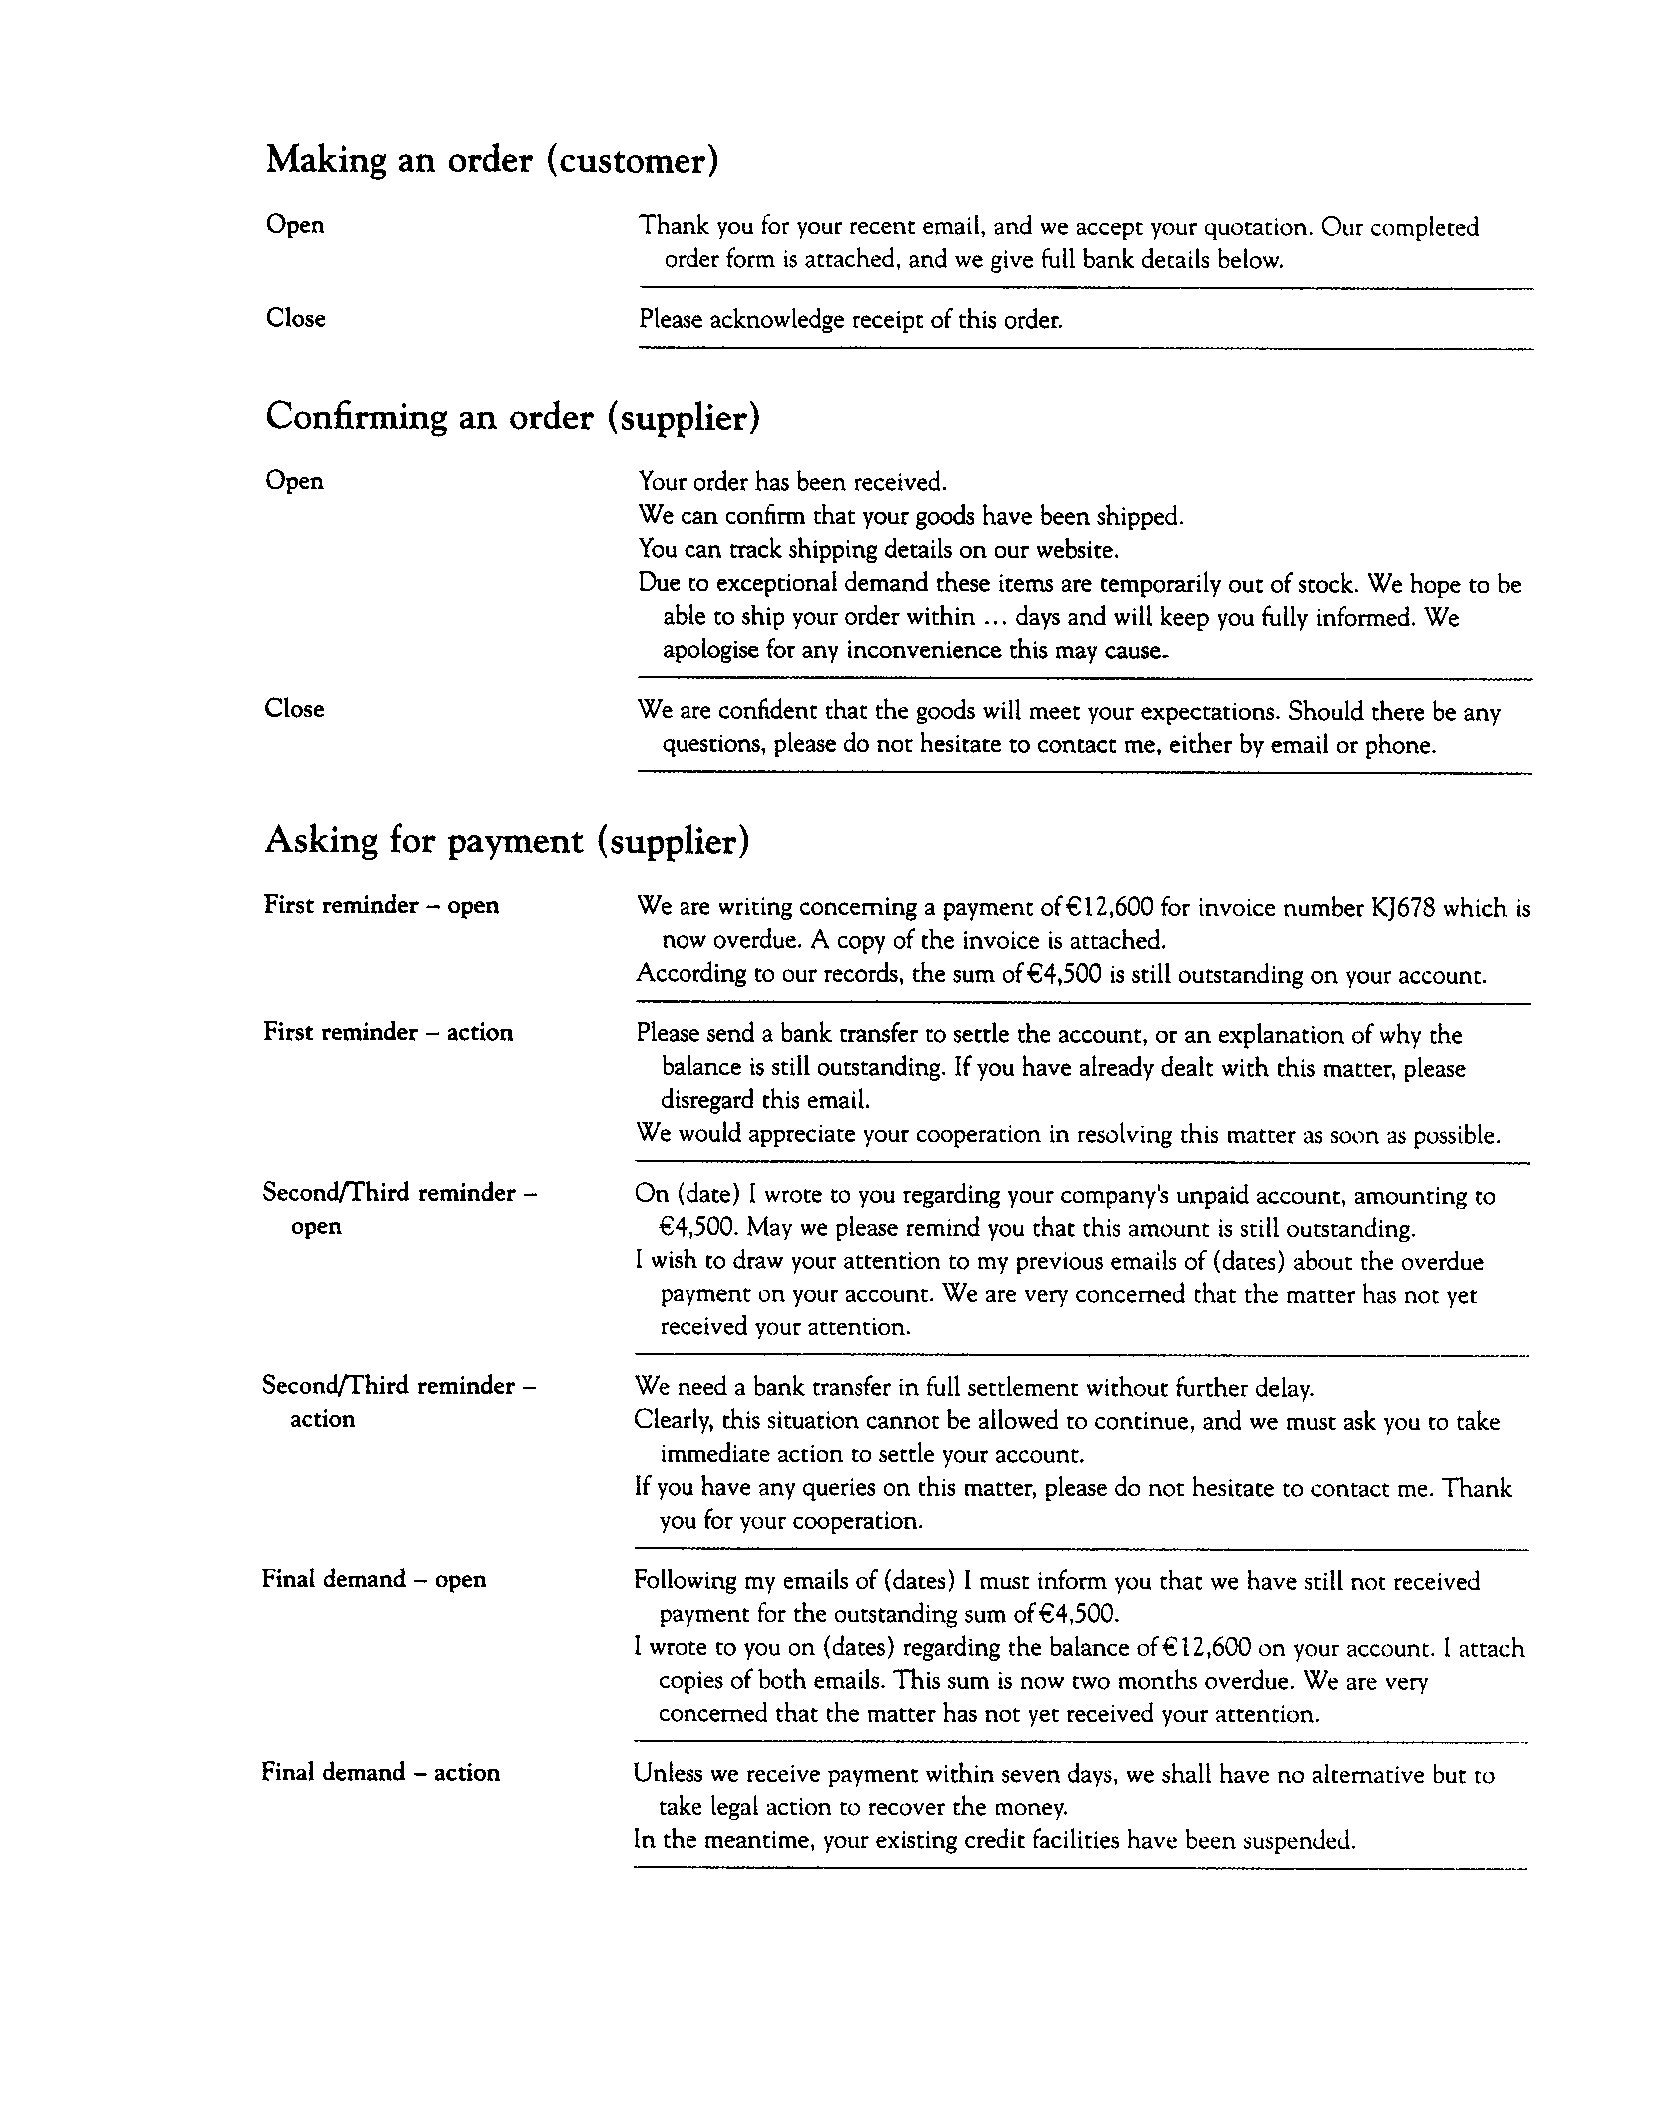 Making an order (customer)
Open
Thank you for your recent email, and we accept your quotation. Our completed
order form is attached, and we give full bank details below.
Close
Please acknowledge receipt of this order.
Confirming an order (supplier)
Open
Your order has been received.
We can confirm that your goods have been shipped.
You can track shipping details on our website.
Due to exceptional demand these items are temporarily out of stock. We hope to be
able to ship your order within ... days and will keep you fully informed. We
apologise for any inconvenience this may cause.
Close
We are confident that the goods will meet your expectations. Should there be any
questions, please do not hesitate to contact me, either by email or phone.
Asking for payment (supplier)
First reminder – open
We are writing concerning a payment of €12,600 for invoice number KJ678 which is
now overdue. A copy of the invoice is attached.
According to our records, the sum of €4,500 is still outstanding on your account.
First reminder – action
Please send a bank transfer to settle the account, or an explanation of why the
balance is still outstanding. If you have already dealt with this matter, please
disregard this email.
We would appreciate your cooperation in resolving this matter as soon as possible.
Second/Third reminder –
open
On (date) I wrote to you regarding your company's unpaid account, amounting to
€4,500. May we please remind you that this amount is still outstanding.
I wish to draw your attention to my previous emails of (dates) about the overdue
payment on your account. We are very concerned that the matter has not yet
received your attention.
Second/Third reminder –
action
We need a bank transfer in full settlement without further delay.
Clearly, this situation cannot be allowed to continue, and we must ask you to take
immediate action to settle your account.
If you have any queries on this matter, please do not hesitate to contact me. Thank
you for your cooperation.
Final demand – open
Following my emails of (dates) I must inform you that we have still not received
payment for the outstanding sum of €4,500.
I wrote to you on (dates) regarding the balance of €12,600 on your account. I attach
copies of both emails. This sum is now two months overdue. We are very
concerned that the matter has not yet received your attention.
Final demand – action
Unless we receive payment within seven days, we shall have no alternative but to
take legal action to recover the money.
In the meantime, your existing credit facilities have been suspended.